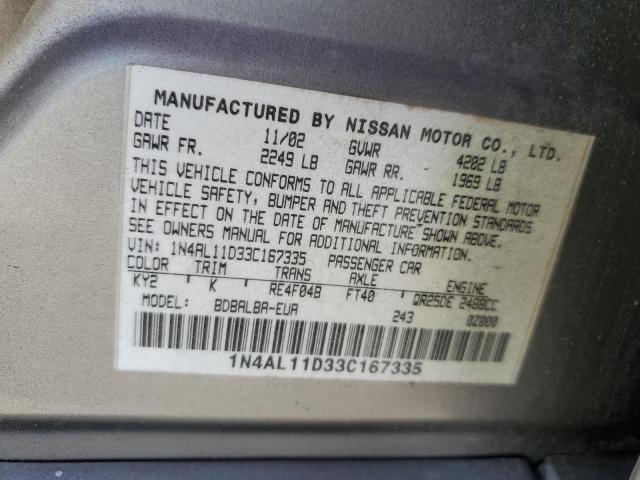 MANUFACTURED BY NISSAN MOTOR CO., LTD.
DATE 11/02 GVWR 4202 LB
GAWR FR. 2249 LB GAWR RR. 1969 LB
THIS VEHICLE CONFORMS TO ALL APPLICABLE FEDERAL MOTOR
VEHICLE SAFETY, BUMPER AND THEFT PREVENTION STANDARDS
IN EFFECT ON THE DATE OF MANUFACTURE SHOWN ABOVE.
SEE OWNERS MANUAL FOR ADDITIONAL INFORMATION.
VIN: 1N4AL11D33C167335 PASSENGER CAR
COLOR TRIM TRANS AXLE ENGINE
KY2 K RE4F04B FT40 QR25DE 2488CC
MODEL: BDBALBA-EUA 243 0Z000
1N4AL11D33C167335